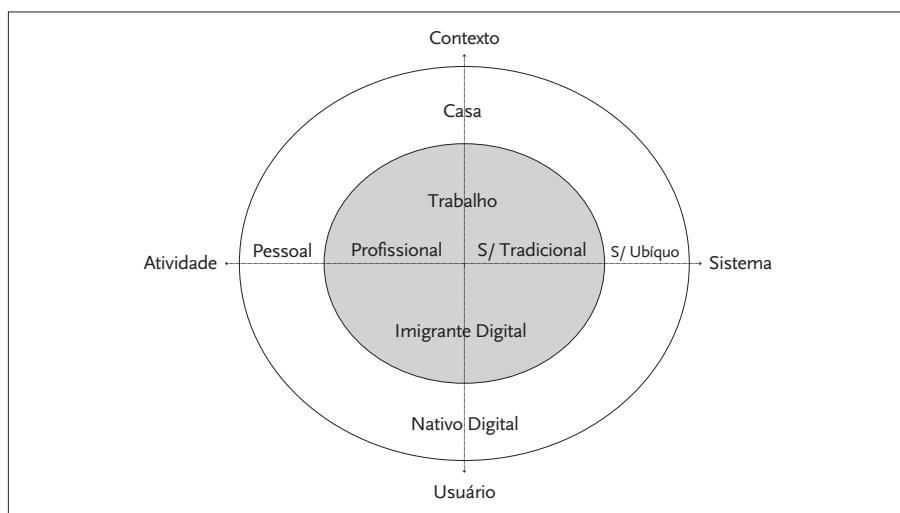 Contexto
Casa
Trabalho
Atividade Pessoal Profissional S/ Tradicional S/ Ubíquo Sistema
Imigrante Digital
Nativo Digital
Usuário